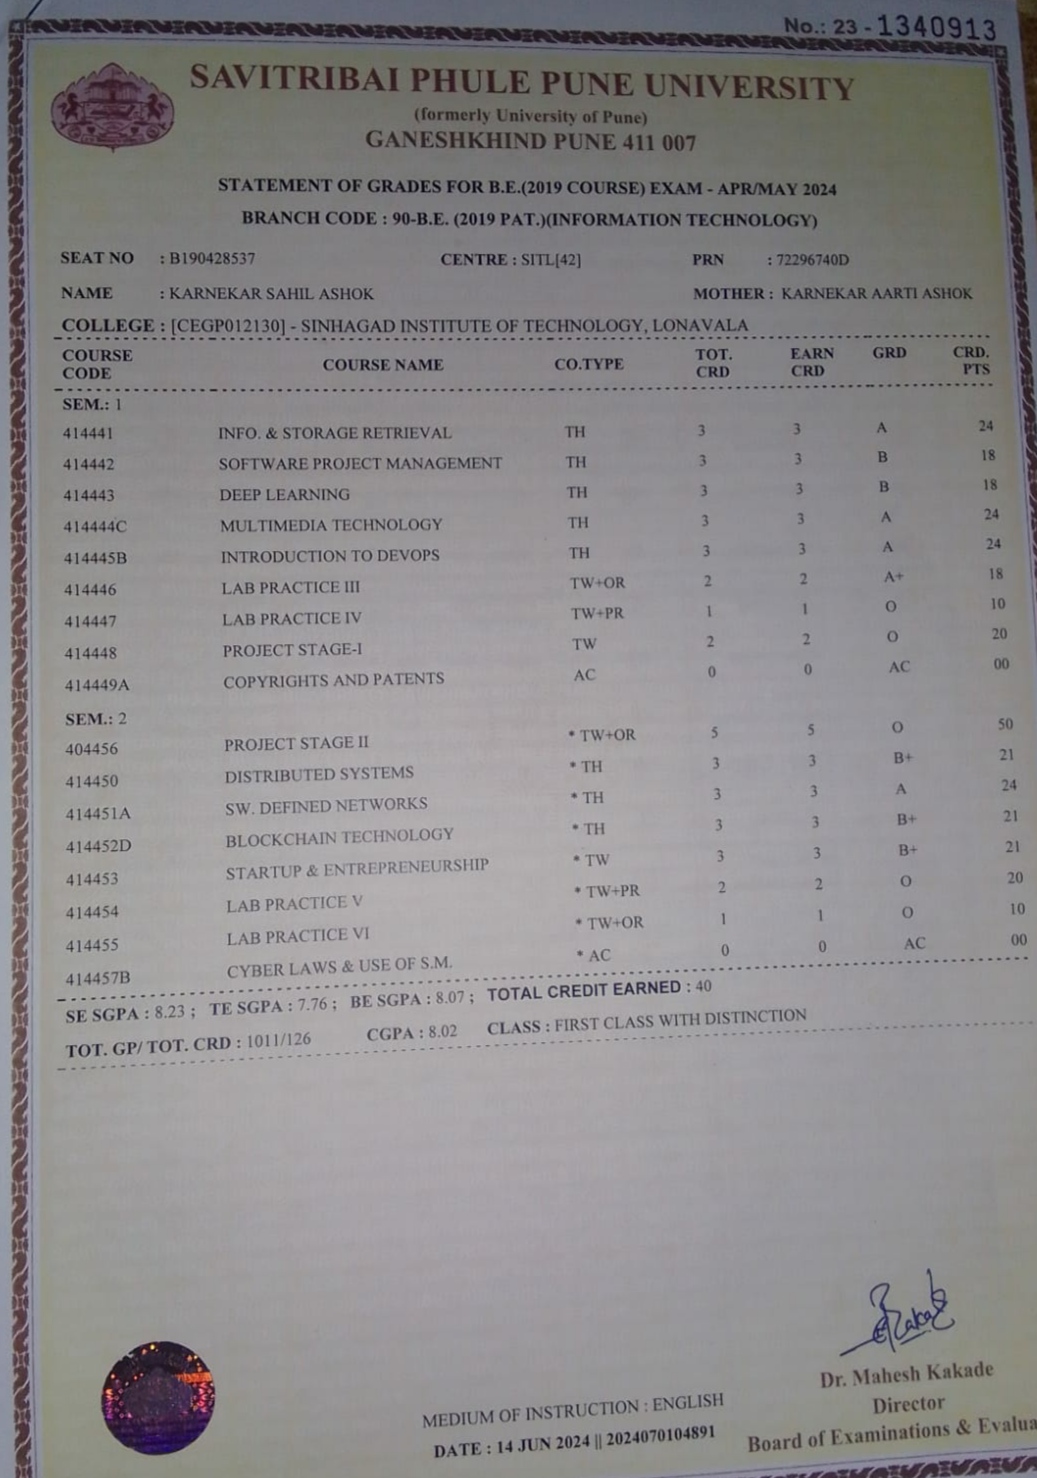 No.: 23 - 1340913
SAVITRIBAI PHULE PUNE UNIVERSITY
(formerly University of Pune)
GANESHKHIND PUNE 411 007
STATEMENT OF GRADES FOR B.E.(2019 COURSE) EXAM - APR/MAY 2024
BRANCH CODE : 90-B.E. (2019 PAT.)(INFORMATION TECHNOLOGY)
SEAT NO : B190428537 CENTRE : SITL[42] PRN : 72296740D
NAME : KARNEKAR SAHIL ASHOK MOTHER : KARNEKAR AARTI ASHOK
COLLEGE : [CEGP012130] - SINHAGAD INSTITUTE OF TECHNOLOGY, LONAVALA
COURSE CODE COURSE NAME CO.TYPE TOT. CRD EARN CRD GRD CRD. PTS
SEM.: 1
414441 INFO. & STORAGE RETRIEVAL TH 3 3 A 24
414442 SOFTWARE PROJECT MANAGEMENT TH 3 3 B 18
414443 DEEP LEARNING TH 3 3 B 18
414444C MULTIMEDIA TECHNOLOGY TH 3 3 A 24
414445B INTRODUCTION TO DEVOPS TH 3 3 A 24
414446 LAB PRACTICE III TW+OR 2 2 A+ 18
414447 LAB PRACTICE IV TW+PR 1 1 O 10
414448 PROJECT STAGE-I TW 2 2 O 20
414449A COPYRIGHTS AND PATENTS AC 0 0 AC 00
SEM.: 2
404456 PROJECT STAGE II * TW+OR 5 5 O 50
414450 DISTRIBUTED SYSTEMS * TH 3 3 B+ 21
414451A SW. DEFINED NETWORKS * TH 3 3 A 24
414452D BLOCKCHAIN TECHNOLOGY * TH 3 3 B+ 21
414453 STARTUP & ENTREPRENEURSHIP * TW 3 3 B+ 21
414454 LAB PRACTICE V * TW+PR 2 2 O 20
414455 LAB PRACTICE VI * TW+OR 1 1 O 10
414457B CYBER LAWS & USE OF S.M. * AC 0 0 AC 00
SE SGPA : 8.23 ; TE SGPA : 7.76 ; BE SGPA : 8.07 ; TOTAL CREDIT EARNED : 40
TOT. GP/ TOT. CRD : 1011/126 CGPA : 8.02 CLASS : FIRST CLASS WITH DISTINCTION
Dr. Mahesh Kakade
Director
Board of Examinations & Evalua
MEDIUM OF INSTRUCTION : ENGLISH
DATE : 14 JUN 2024 || 2024070104891